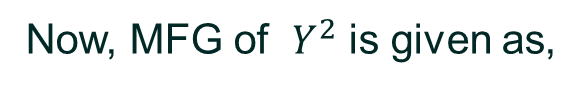 Now, MFG of Y² is given as,